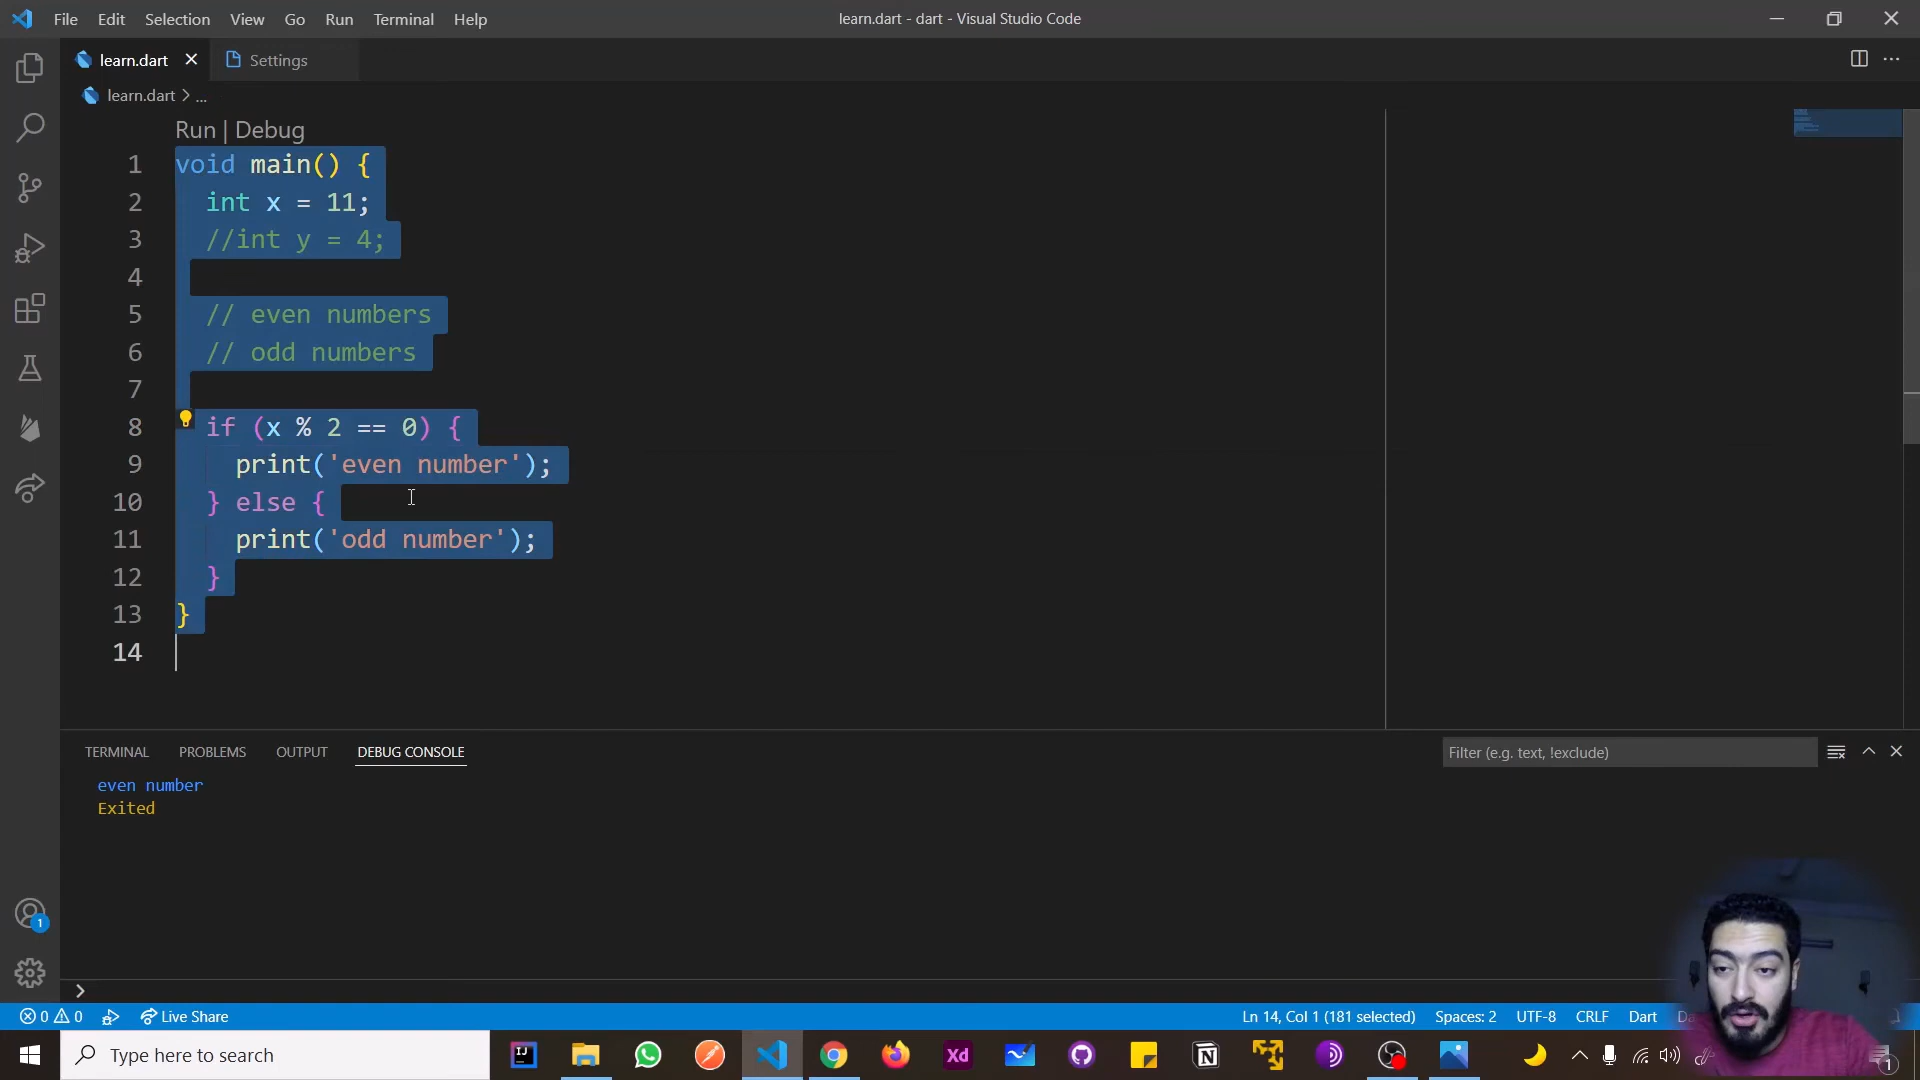 File Edit Selection View Go Run Terminal Help
learn.dart - dart - Visual Studio Code
learn.dart Settings
learn.dart > ...
Run | Debug
1 void main() {
2 int x = 11;
3 //int y = 4;
4
5 // even numbers
6 // odd numbers
7
8 if (x % 2 == 0) {
9 print('even number');
10 } else {
11 print('odd number');
12 }
13 }
14
TERMINAL PROBLEMS OUTPUT DEBUG CONSOLE
Filter (e.g. text, !exclude)
even number
Exited
0 0 Live Share
Ln 14, Col 1 (181 selected) Spaces: 2 UTF-8 CRLF Dart
1
Type here to search
IJ
Xd
1